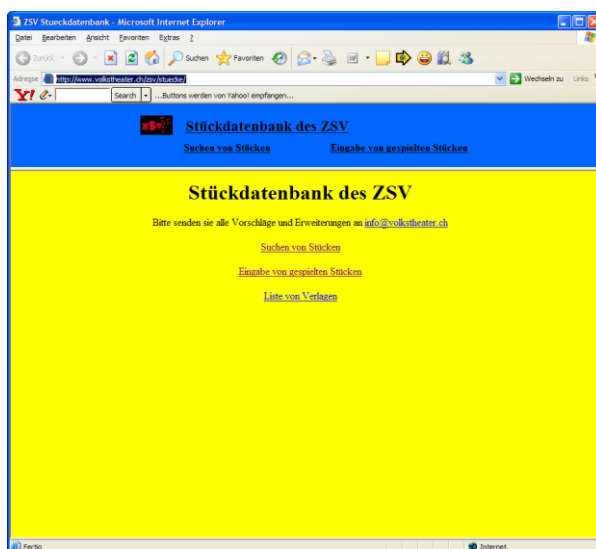 ZSV Stueckdatenbank - Microsoft Internet Explorer
Datei Bearbeiten Ansicht Favoriten Extras ?
Zurück Suchen Favoriten
Adresse http://www.volkstheater.ch/zsv/stuecke/ Wechseln zu Links
Y! Search ...Buttons werden von Yahoo! empfangen...
ZSV Stückdatenbank des ZSV
Suchen von Stücken Eingabe von gespielten Stücken
Stückdatenbank des ZSV
Bitte senden sie alle Vorschläge und Erweiterungen an info@volkstheater.ch
Suchen von Stücken
Eingabe von gespielten Stücken
Liste von Verlagen
Fertig Internet